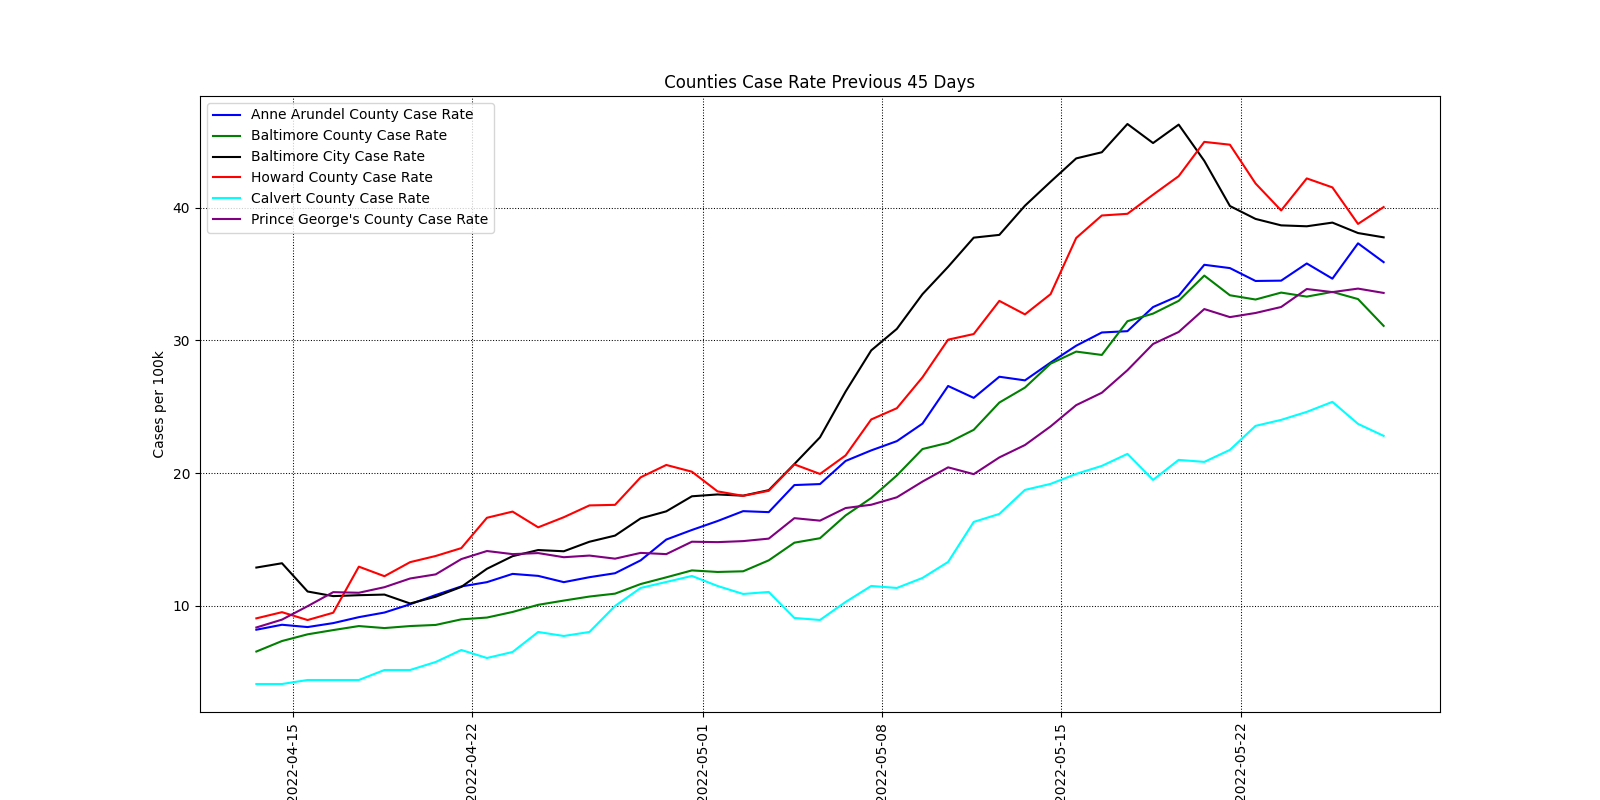 Counties Case Rate Previous 45 Days
Anne Arundel County Case Rate
Baltimore County Case Rate
Baltimore City Case Rate
Howard County Case Rate
Calvert County Case Rate
Prince George's County Case Rate
Cases per 100k
40
30
20
10
2022-04-15
2022-04-22
2022-05-01
2022-05-08
2022-05-15
2022-05-22